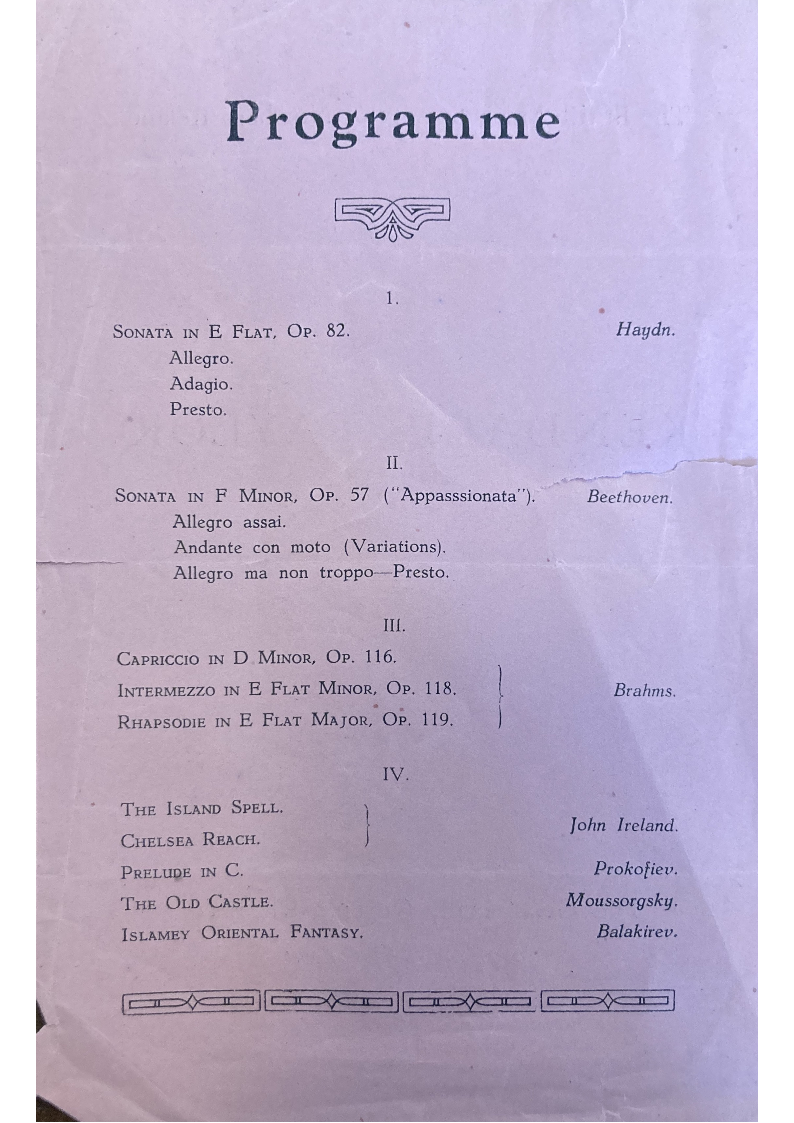 Programme
1.
SONATA IN E FLAT, OP. 82. Haydn.
Allegro.
Adagio.
Presto.
II.
SONATA IN F MINOR, OP. 57 ("Appasssionata"). Beethoven.
Allegro assai.
Andante con moto (Variations).
Allegro ma non troppo—Presto.
III.
CAPRICCIO IN D MINOR, OP. 116.
INTERMEZZO IN E FLAT MINOR, OP. 118. Brahms.
RHAPSODIE IN E FLAT MAJOR, OP. 119.
IV.
THE ISLAND SPELL.
John Ireland.
CHELSEA REACH.
PRELUDE IN C. Prokofiev.
THE OLD CASTLE. Moussorgsky.
ISLAMEY ORIENTAL FANTASY. Balakirev.